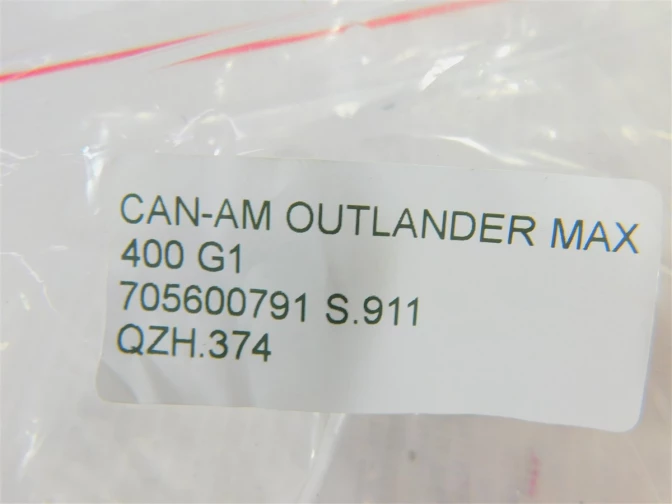 CAN-AM OUTLANDER MAX
400 G1
705600791 S.911
QZH.374